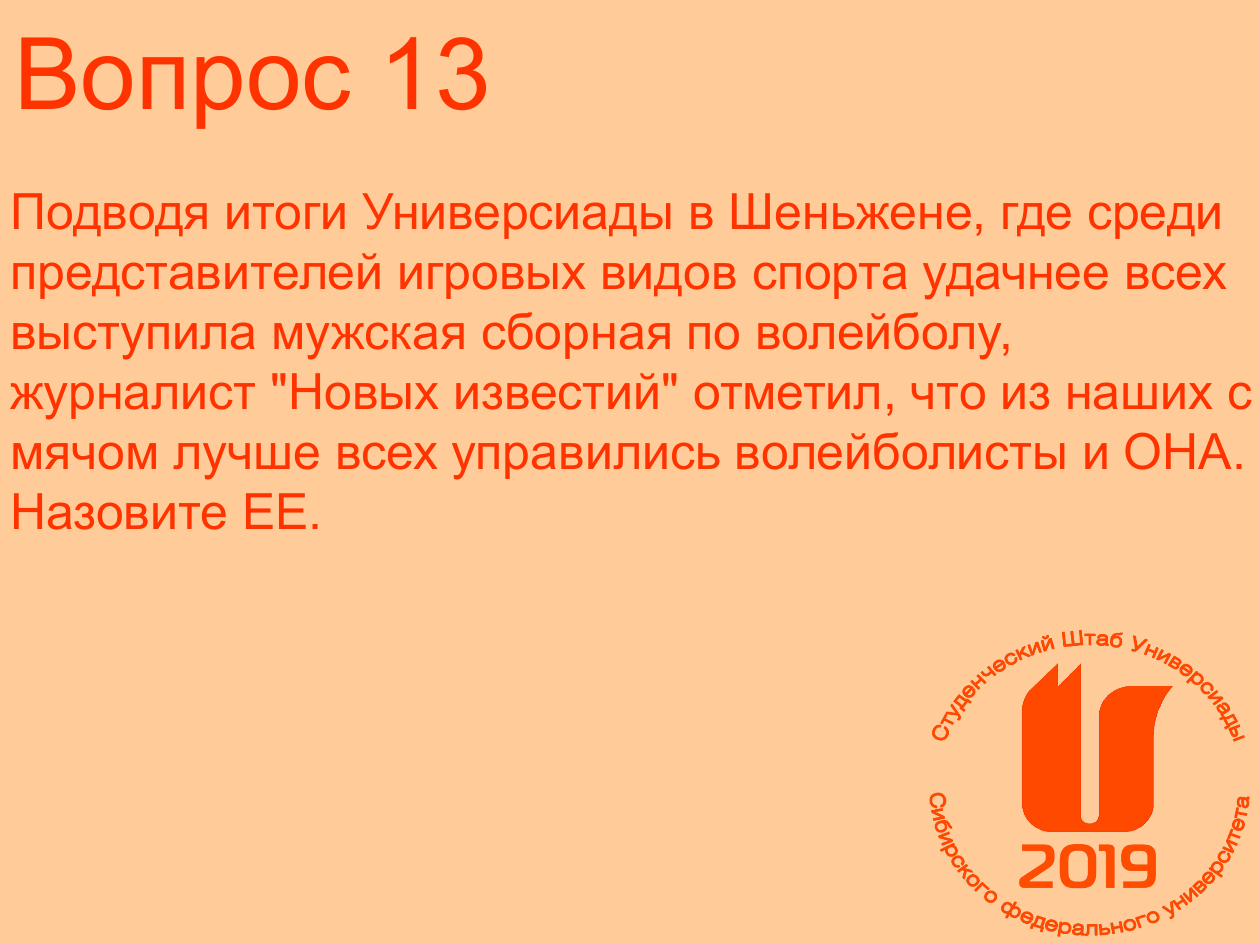 Вопрос 13
Подводя итоги Универсиады в Шеньжене, где среди
представителей игровых видов спорта удачнее всех
выступила мужская сборная по волейболу,
журналист "Новых известий" отметил, что из наших с
мячом лучше всех управились волейболисты и ОНА.
Назовите ЕЕ.
Студенческий Штаб Универсиады
2019
Сибирского федерального университета